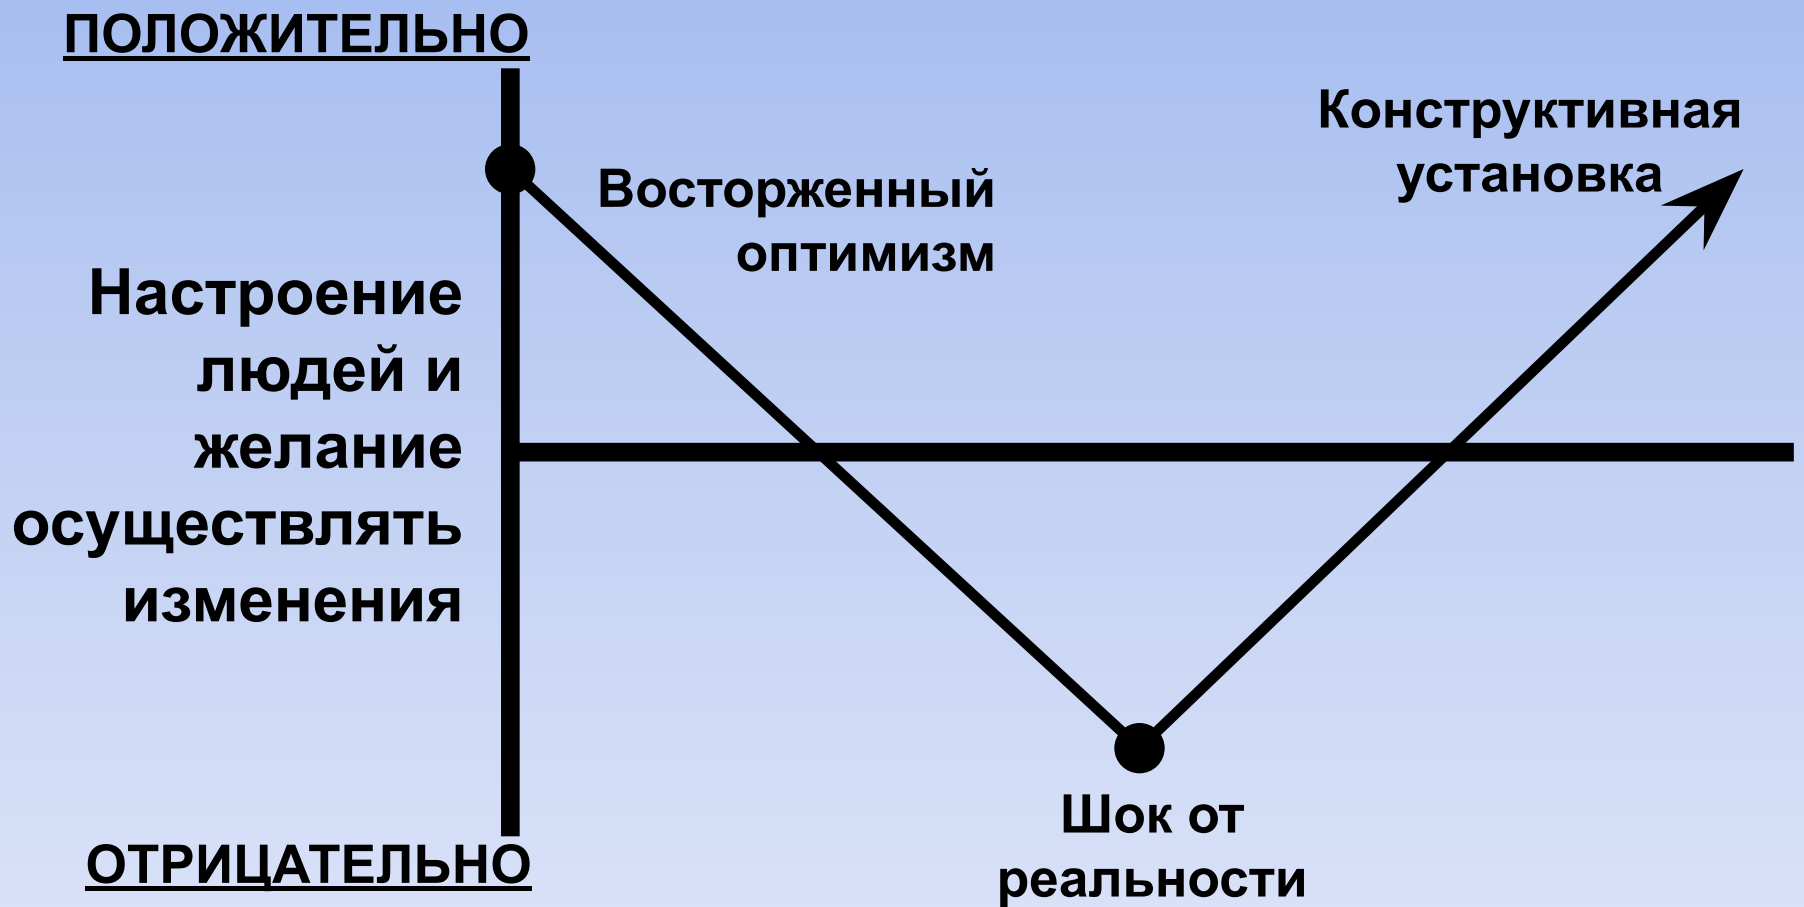 ПОЛОЖИТЕЛЬНО
Конструктивная
установка
Восторженный
оптимизм
Настроение
людей и
желание
осуществлять
изменения
Шок от
реальности
ОТРИЦАТЕЛЬНО